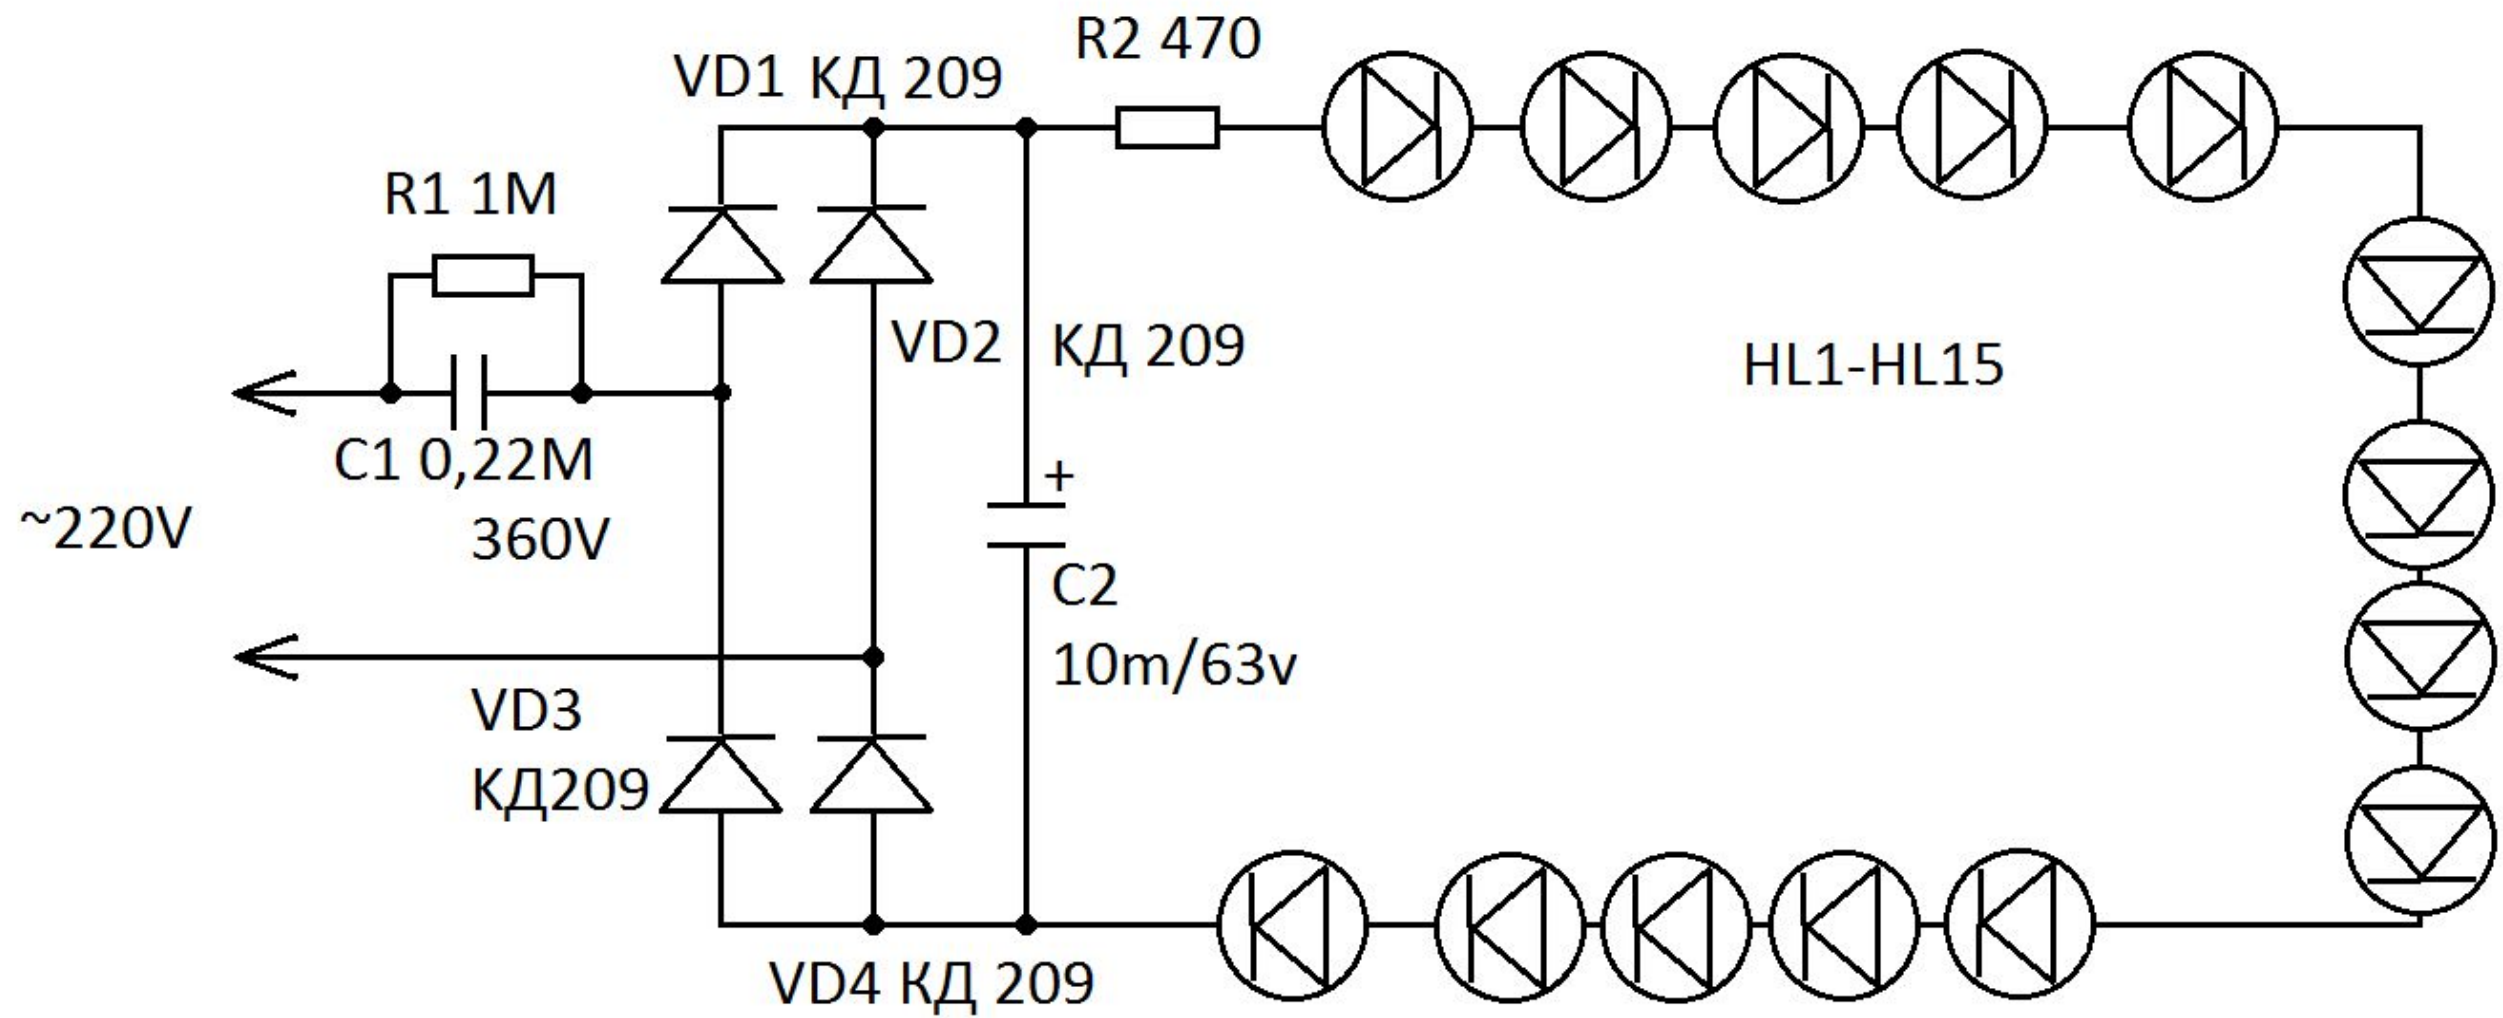 R2 470
VD1 КД 209
R1 1M
VD2 КД 209
HL1-HL15
C1 0,22M
360V
+
~220V
C2
10m/63v
VD3
КД209
VD4 КД 209